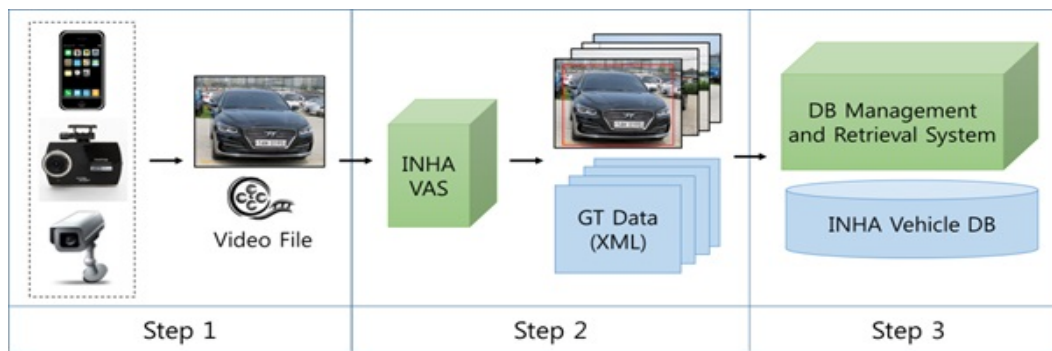 Video File
INHA
VAS
GT Data
(XML)
DB Management
and Retrieval System
INHA Vehicle DB
Step 1
Step 2
Step 3